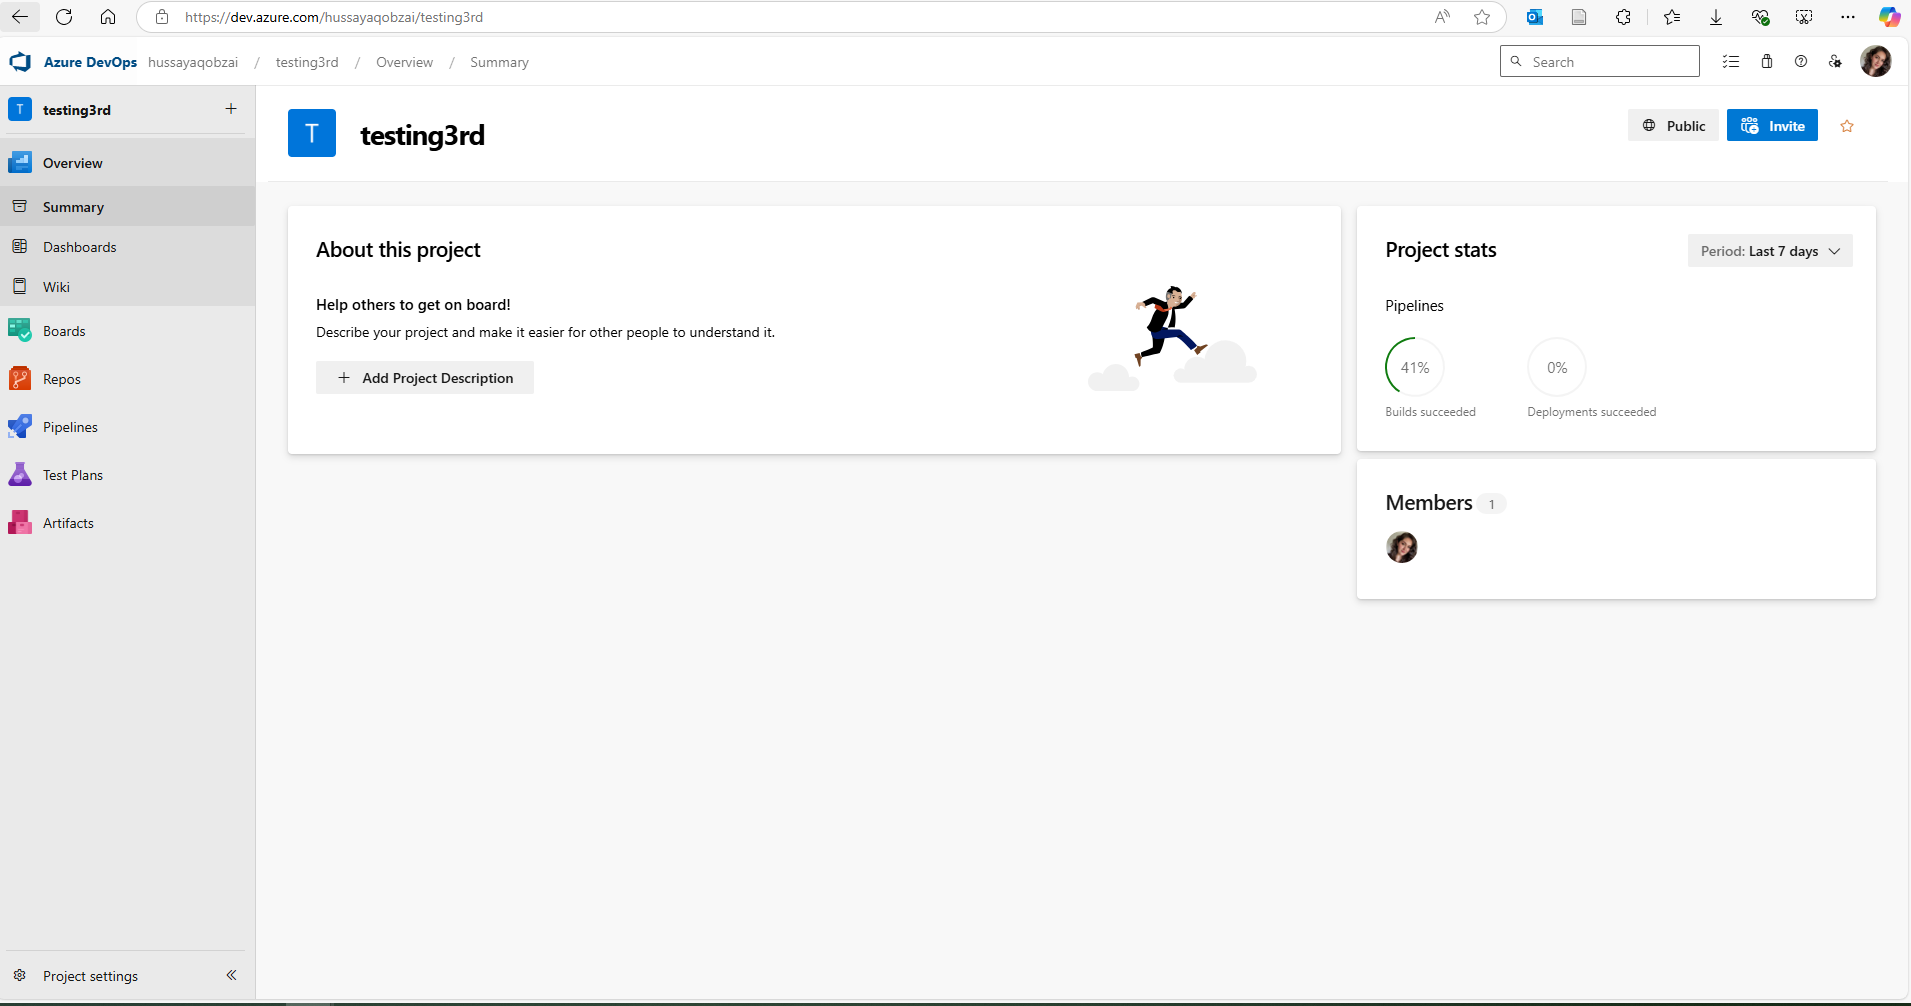 https://dev.azure.com/hussayaqobzai/testing3rd
Azure DevOps hussayaqobzai / testing3rd / Overview / Summary
Search
T testing3rd +
Overview
Summary
Dashboards
Wiki
Boards
Repos
Pipelines
Test Plans
Artifacts
Project settings
T testing3rd
Public
Invite
About this project
Help others to get on board!
Describe your project and make it easier for other people to understand it.
+ Add Project Description
Project stats
Period: Last 7 days
Pipelines
41%
Builds succeeded
0%
Deployments succeeded
Members 1